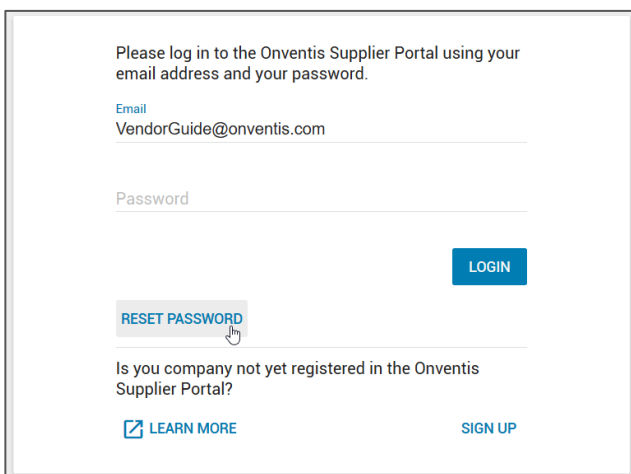 Please log in to the Onventis Supplier Portal using your
email address and your password.
Email
VendorGuide@onventis.com
Password
LOGIN
RESET PASSWORD
Is you company not yet registered in the Onventis
Supplier Portal?
LEARN MORE
SIGN UP